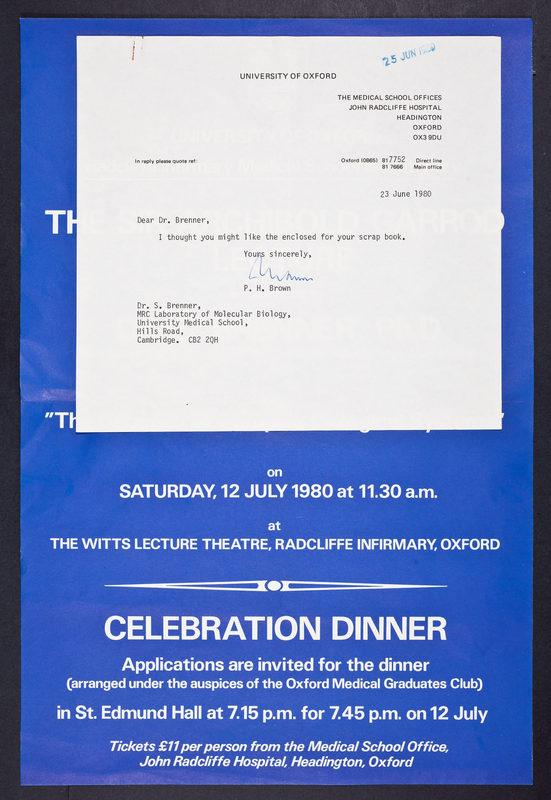 25 JUN 1980
UNIVERSITY OF OXFORD
THE MEDICAL SCHOOL OFFICES
JOHN RADCLIFFE HOSPITAL
HEADINGTON
OXFORD
OX3 9DU
In reply please quote ref:
Oxford (0865) 817752 Direct line
81 7666 Main office
23 June 1980
Dear Dr. Brenner,
I thought you might like the enclosed for your scrap book.
Yours sincerely,
P. H. Brown
Dr. S. Brenner,
MRC Laboratory of Molecular Biology,
University Medical School,
Hills Road,
Cambridge. CB2 2QH
THE GARROD
"Th
on
SATURDAY, 12 JULY 1980 at 11.30 a.m.
at
THE WITTS LECTURE THEATRE, RADCLIFFE INFIRMARY, OXFORD
CELEBRATION DINNER
Applications are invited for the dinner
(arranged under the auspices of the Oxford Medical Graduates Club)
in St. Edmund Hall at 7.15 p.m. for 7.45 p.m. on 12 July
Tickets £11 per person from the Medical School Office,
John Radcliffe Hospital, Headington, Oxford